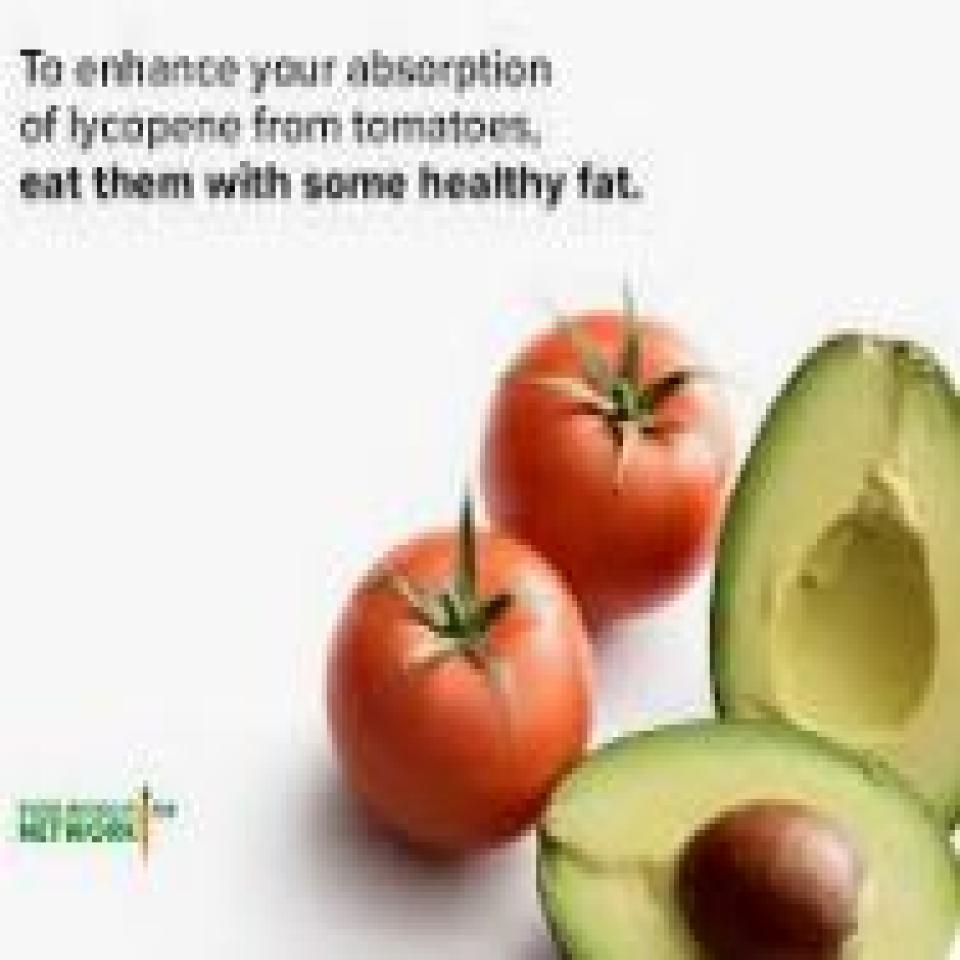 To enhance your absorption
of lycopene from tomatoes,
eat them with some healthy fat.
NETWORK